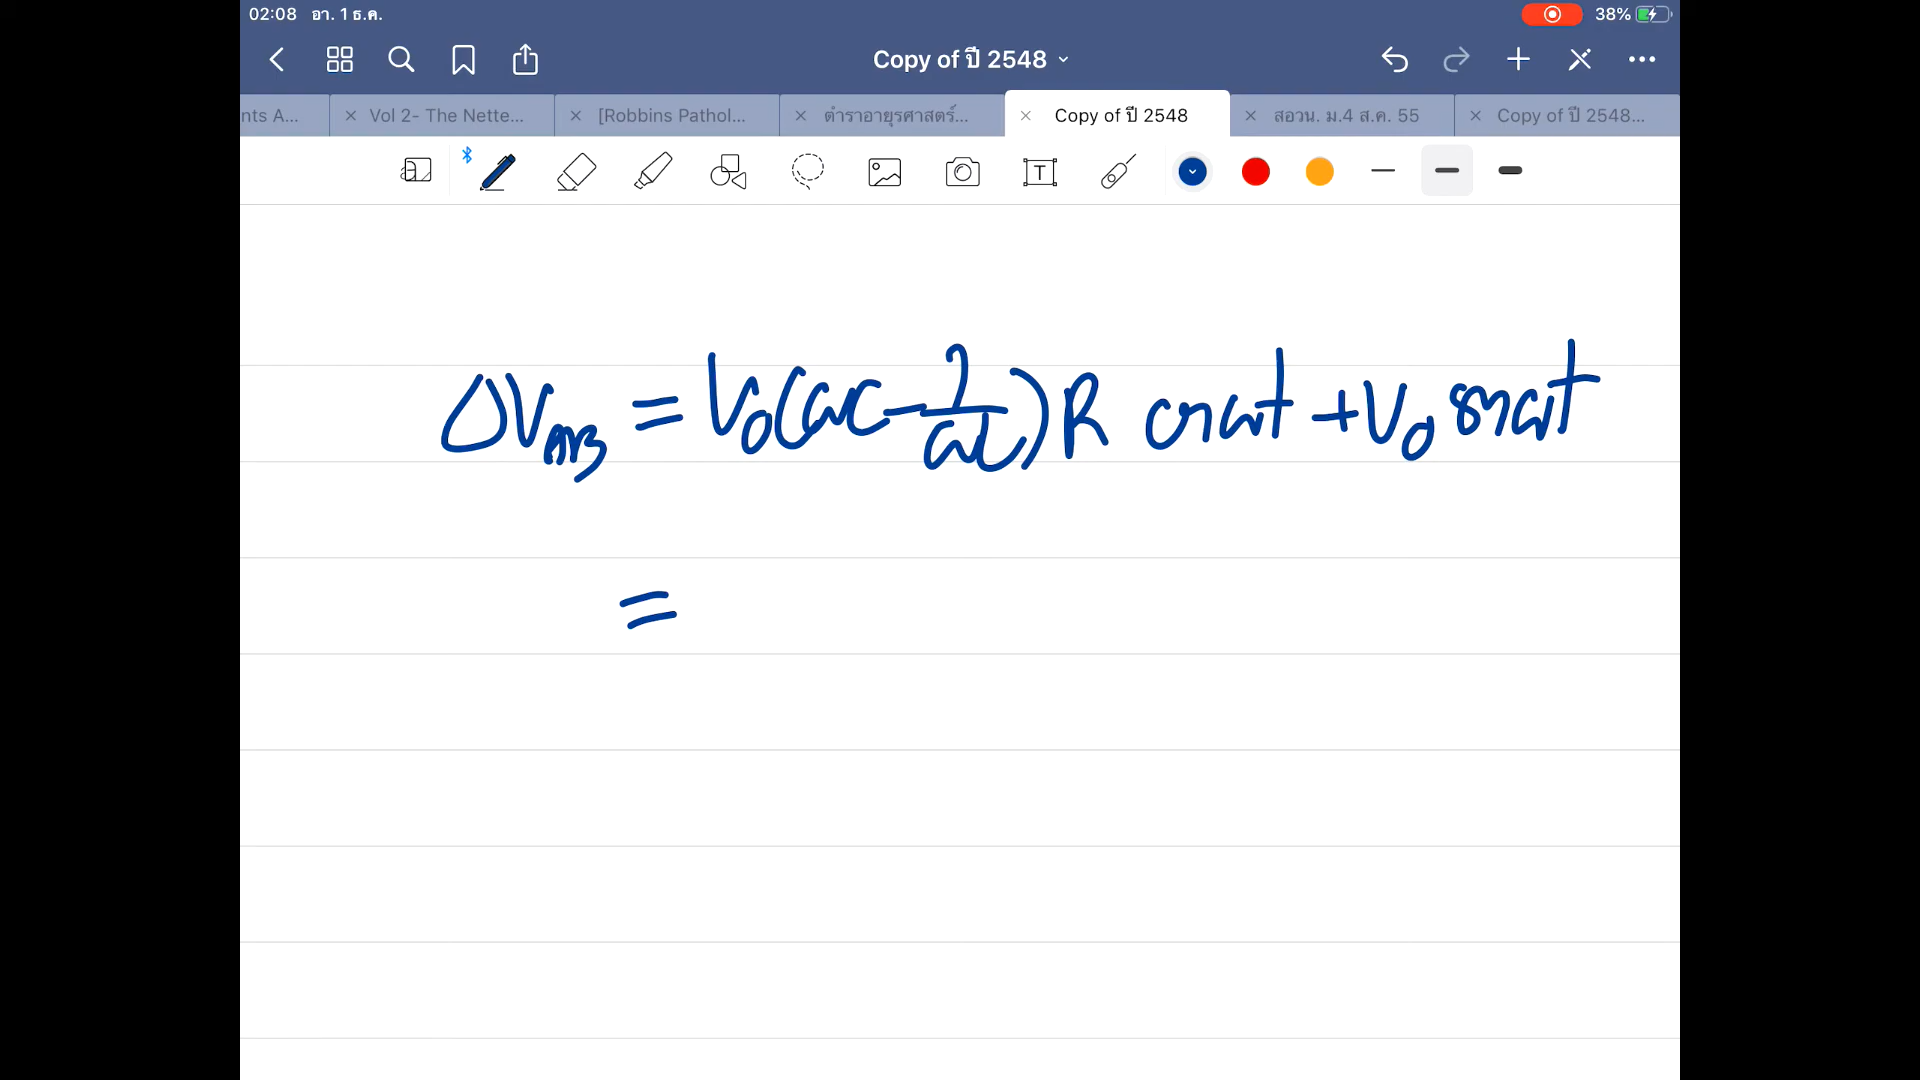 02:08 อา. 1 ธ.ค. 38%
Copy of ปี 2548
nts A... Vol 2- The Nette... [Robbins Pathol... ตำราอายุรศาสตร์... Copy of ปี 2548 สอวน. ม.4 ส.ค. 55 Copy of ปี 2548...
ΔV_AB = V₀(ωC − 1/ωL)R cos ωt + V₀ sin ωt
=